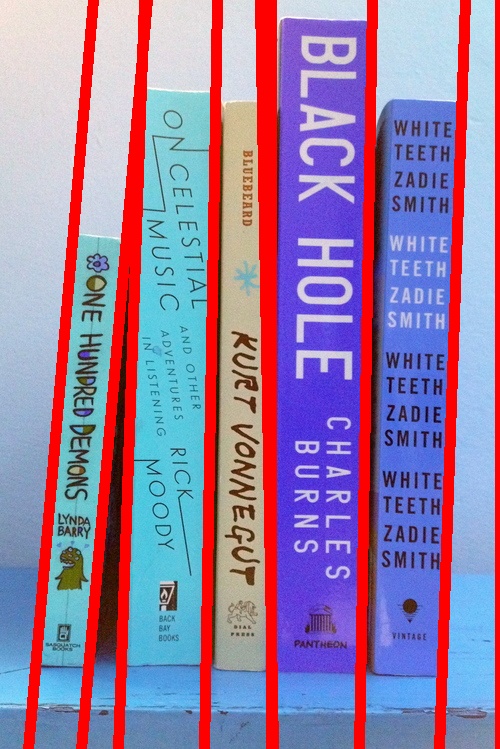 ONE HUNDRED DEMONS
LYNDA
BARRY
SASQUATCH
BOOKS
ON CELESTIAL
MUSIC
AND OTHER
ADVENTURES
IN LISTENING
RICK
MOODY
BACK
BAY
BOOKS
BLUEBEARD
KURT VONNEGUT
DIAL
PRESS
BLACK HOLE
CHARLES
BURNS
PANTHEON
WHITE
TEETH
ZADIE
SMITH
WHITE
TEETH
ZADIE
SMITH
WHITE
TEETH
ZADIE
SMITH
WHITE
TEETH
ZADIE
SMITH
VINTAGE